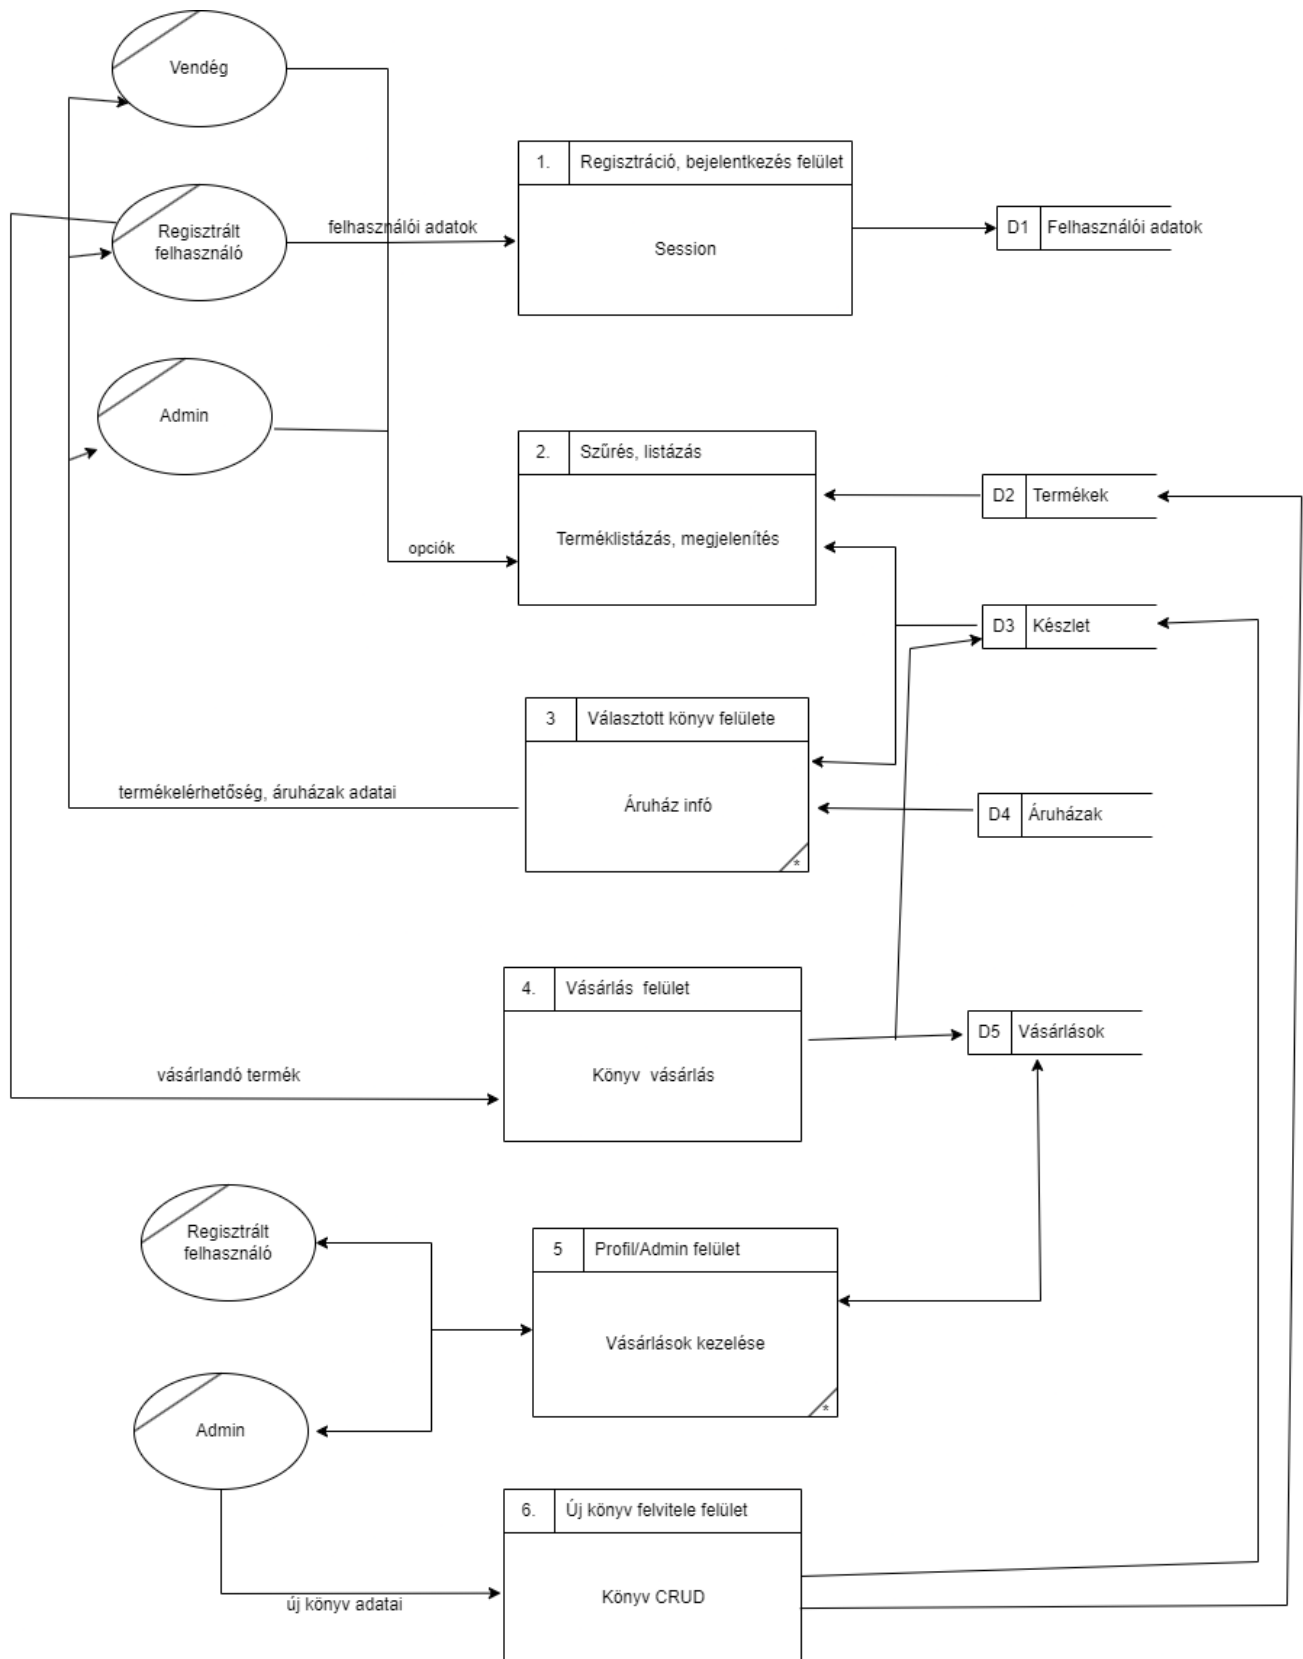 Vendég
1. Regisztráció, bejelentkezés felület
Regisztrált
felhasználó
felhasználói adatok
Session
D1 Felhasználói adatok
Admin
2. Szűrés, listázás
D2 Termékek
Terméklistázás, megjelenítés
opciók
D3 Készlet
3 Választott könyv felülete
termékelérhetőség, áruházak adatai
Áruház infó
D4 Áruházak
*
4. Vásárlás felület
D5 Vásárlások
vásárlandó termék
Könyv vásárlás
Regisztrált
felhasználó
5 Profil/Admin felület
Vásárlások kezelése
*
Admin
6. Új könyv felvitele felület
új könyv adatai
Könyv CRUD